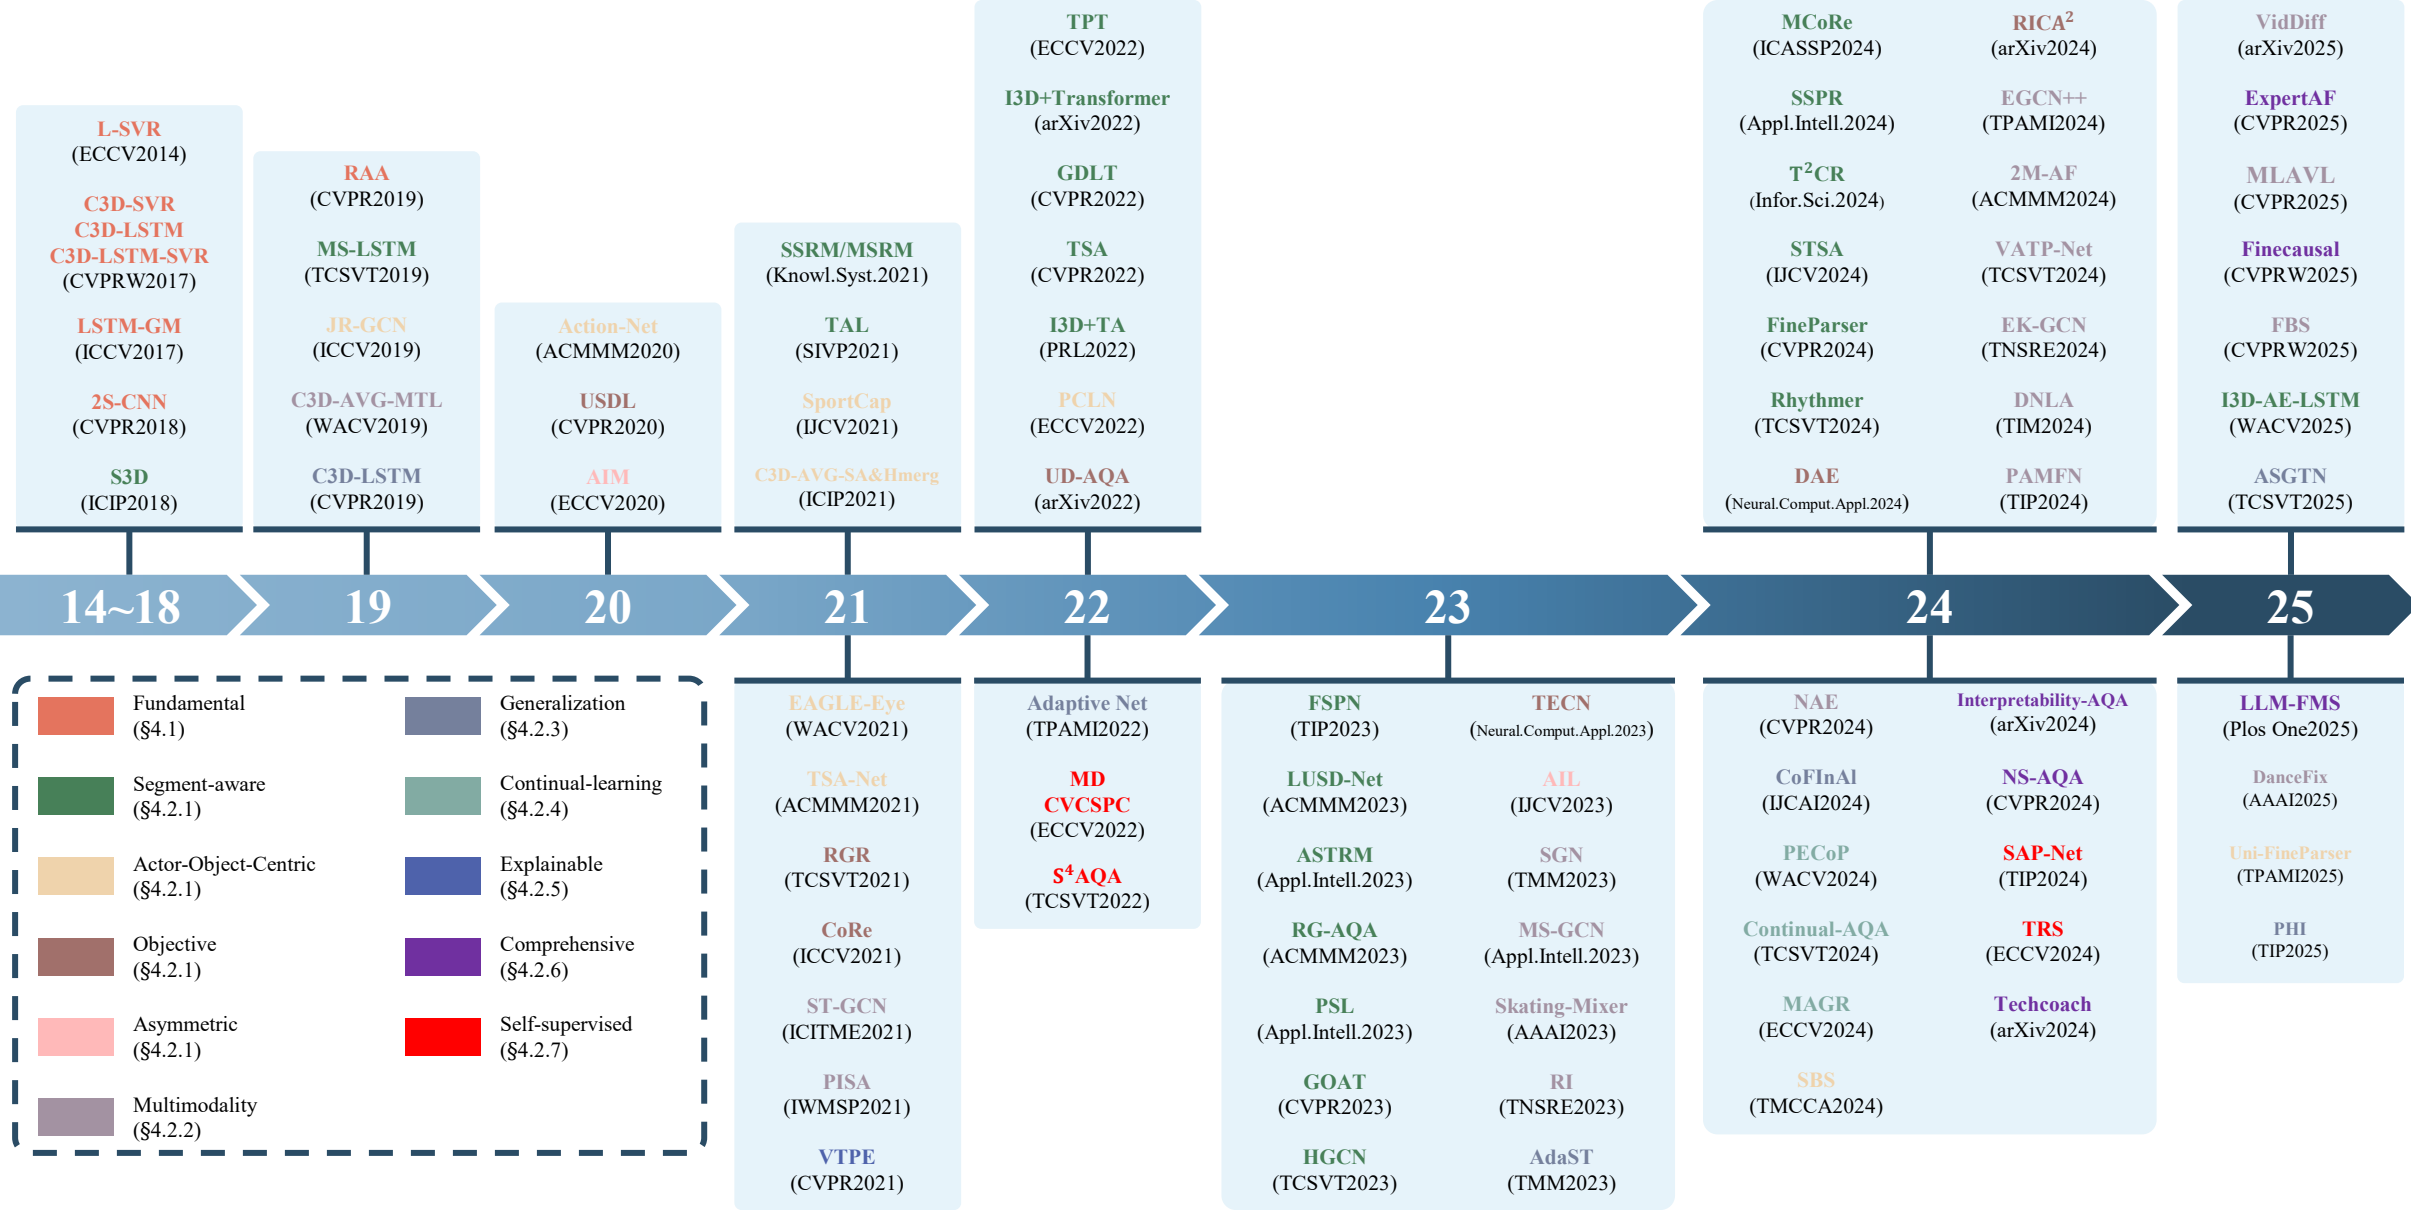 L-SVR
(ECCV2014)
C3D-SVR
C3D-LSTM
C3D-LSTM-SVR
(CVPRW2017)
LSTM-GM
(ICCV2017)
2S-CNN
(CVPR2018)
S3D
(ICIP2018)
RAA
(CVPR2019)
MS-LSTM
(TCSVT2019)
JR-GCN
(ICCV2019)
C3D-AVG-MTL
(WACV2019)
C3D-LSTM
(CVPR2019)
Action-Net
(ACMMM2020)
USDL
(CVPR2020)
AIM
(ECCV2020)
SSRM/MSRM
(Knowl.Syst.2021)
TAL
(SIVP2021)
SportCap
(IJCV2021)
C3D-AVG-SA&Hmerg
(ICIP2021)
TPT
(ECCV2022)
I3D+Transformer
(arXiv2022)
GDLT
(CVPR2022)
TSA
(CVPR2022)
I3D+TA
(PRL2022)
PCLN
(ECCV2022)
UD-AQA
(arXiv2022)
MCoRe
(ICASSP2024)
SSPR
(Appl.Intell.2024)
T²CR
(Infor.Sci.2024)
STSA
(IJCV2024)
FineParser
(CVPR2024)
Rhythmer
(TCSVT2024)
DAE
(Neural.Comput.Appl.2024)
RICA²
(arXiv2024)
EGCN++
(TPAMI2024)
2M-AF
(ACMMM2024)
VATP-Net
(TCSVT2024)
EK-GCN
(TNSRE2024)
DNLA
(TIM2024)
PAMFN
(TIP2024)
VidDiff
(arXiv2025)
ExpertAF
(CVPR2025)
MLAVL
(CVPR2025)
Finecausal
(CVPRW2025)
FBS
(CVPRW2025)
I3D-AE-LSTM
(WACV2025)
ASGTN
(TCSVT2025)
14~18
19
20
21
22
23
24
25
Fundamental
(§4.1)
Segment-aware
(§4.2.1)
Actor-Object-Centric
(§4.2.1)
Objective
(§4.2.1)
Asymmetric
(§4.2.1)
Multimodality
(§4.2.2)
Generalization
(§4.2.3)
Continual-learning
(§4.2.4)
Explainable
(§4.2.5)
Comprehensive
(§4.2.6)
Self-supervised
(§4.2.7)
EAGLE-Eye
(WACV2021)
TSA-Net
(ACMMM2021)
RGR
(TCSVT2021)
CoRe
(ICCV2021)
ST-GCN
(ICITME2021)
PISA
(IWMSP2021)
VTPE
(CVPR2021)
Adaptive Net
(TPAMI2022)
MD
CVCSPC
(ECCV2022)
S⁴AQA
(TCSVT2022)
FSPN
(TIP2023)
LUSD-Net
(ACMMM2023)
ASTRM
(Appl.Intell.2023)
RG-AQA
(ACMMM2023)
PSL
(Appl.Intell.2023)
GOAT
(CVPR2023)
HGCN
(TCSVT2023)
TECN
(Neural.Comput.Appl.2023)
AIL
(IJCV2023)
SGN
(TMM2023)
MS-GCN
(Appl.Intell.2023)
Skating-Mixer
(AAAI2023)
RI
(TNSRE2023)
AdaST
(TMM2023)
NAE
(CVPR2024)
CoFInAl
(IJCAI2024)
PECoP
(WACV2024)
Continual-AQA
(TCSVT2024)
MAGR
(ECCV2024)
SBS
(TMCCA2024)
Interpretability-AQA
(arXiv2024)
NS-AQA
(CVPR2024)
SAP-Net
(TIP2024)
TRS
(ECCV2024)
Techcoach
(arXiv2024)
LLM-FMS
(Plos One2025)
DanceFix
(AAAI2025)
Uni-FineParser
(TPAMI2025)
PHI
(TIP2025)